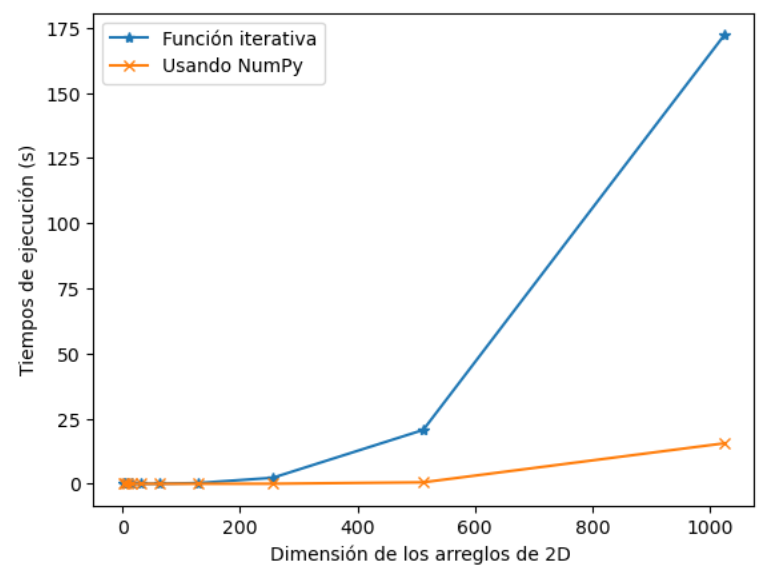 Función iterativa
Usando NumPy
175
150
125
100
75
50
25
0
Tiempos de ejecución (s)
0 200 400 600 800 1000
Dimensión de los arreglos de 2D